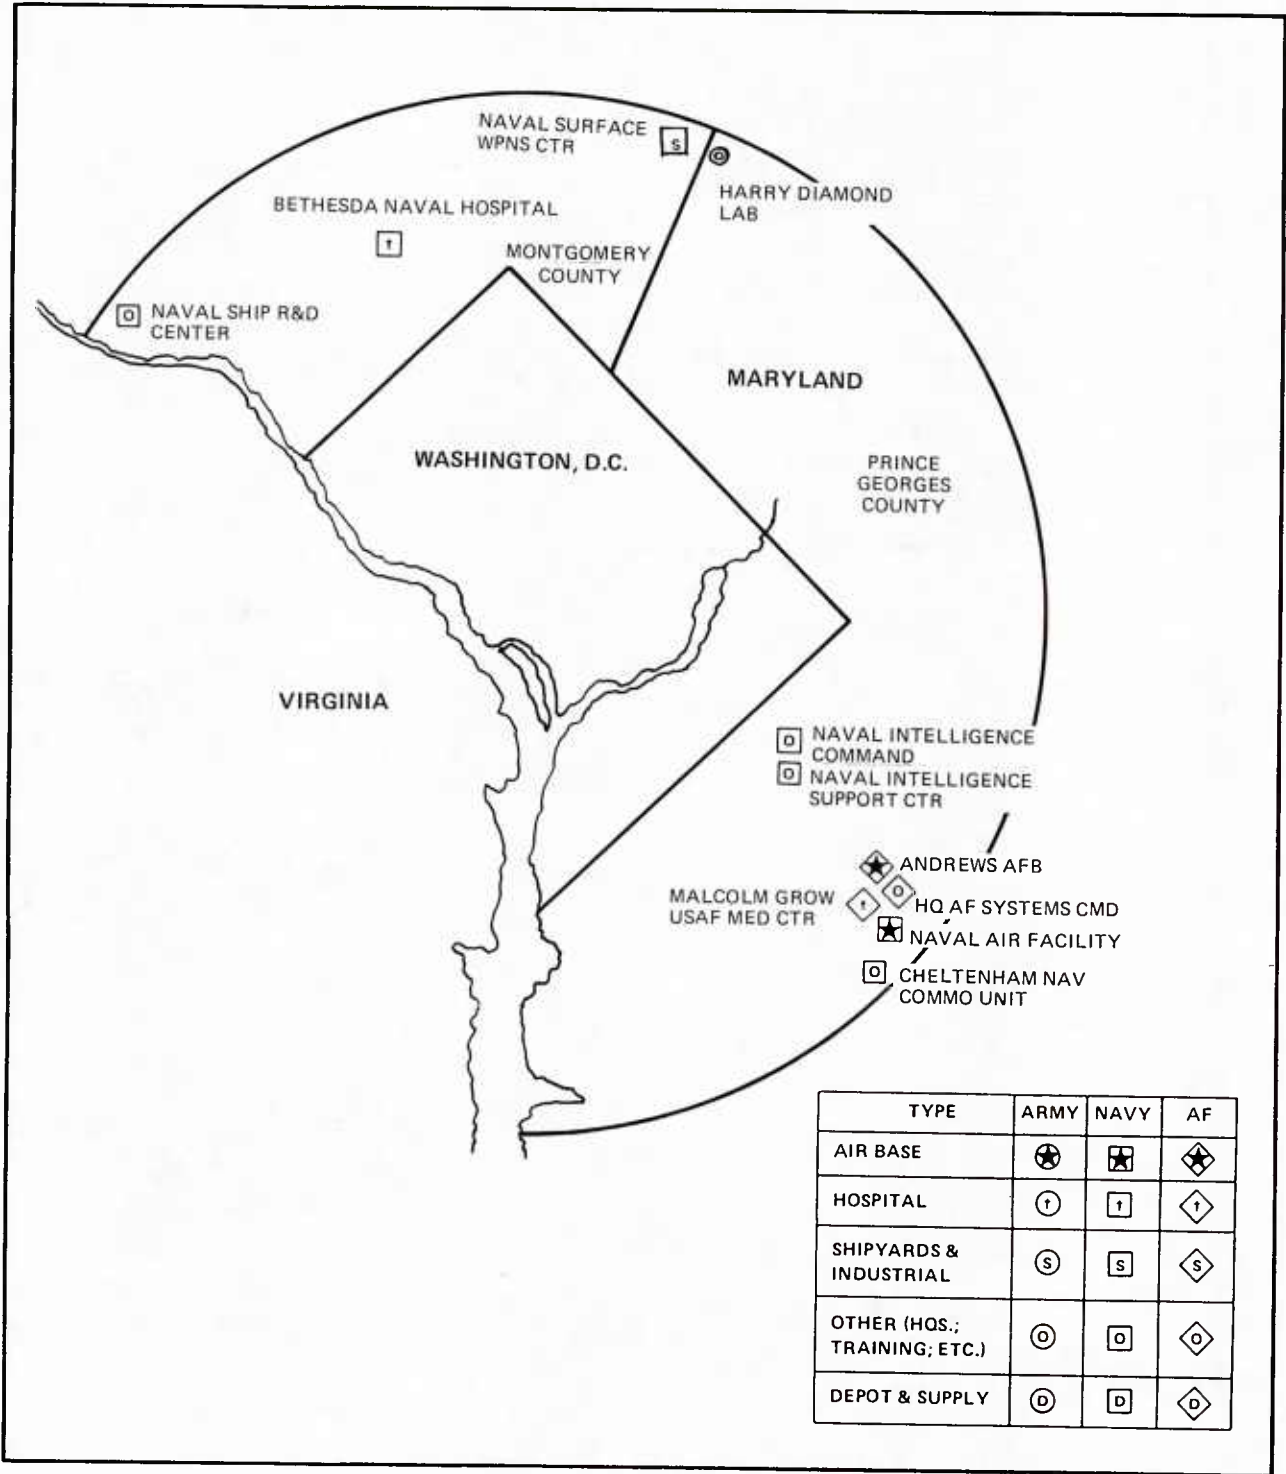 NAVAL SURFACE
WPNS CTR
S
O
HARRY DIAMOND
LAB
BETHESDA NAVAL HOSPITAL
†
MONTGOMERY
COUNTY
O
NAVAL SHIP R&D
CENTER
MARYLAND
WASHINGTON, D.C.
PRINCE
GEORGES
COUNTY
VIRGINIA
O NAVAL INTELLIGENCE
COMMAND
O NAVAL INTELLIGENCE
SUPPORT CTR
ANDREWS AFB
MALCOLM GROW
USAF MED CTR
†
O
HQ AF SYSTEMS CMD
NAVAL AIR FACILITY
O CHELTENHAM NAV
COMMO UNIT
TYPE ARMY NAVY AF
AIR BASE
HOSPITAL † † †
SHIPYARDS &
INDUSTRIAL S S S
OTHER (HQS.;
TRAINING; ETC.) O O O
DEPOT & SUPPLY D D D